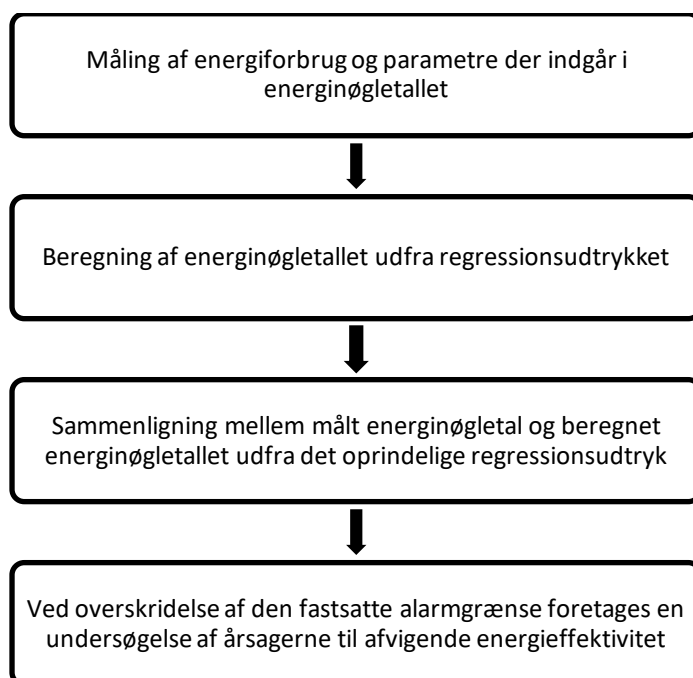 Måling af energiforbrug og parametre der indgår i
energinøgletallet
Beregning af energinøgletallet udfra regressionsudtrykket
Sammenligning mellem målt energinøgletal og beregnet
energinøgletallet udfra det oprindelige regressionsudtryk
Ved overskridelse af den fastsatte alarmgrænse foretages en
undersøgelse af årsagerne til afvigende energieffektivitet